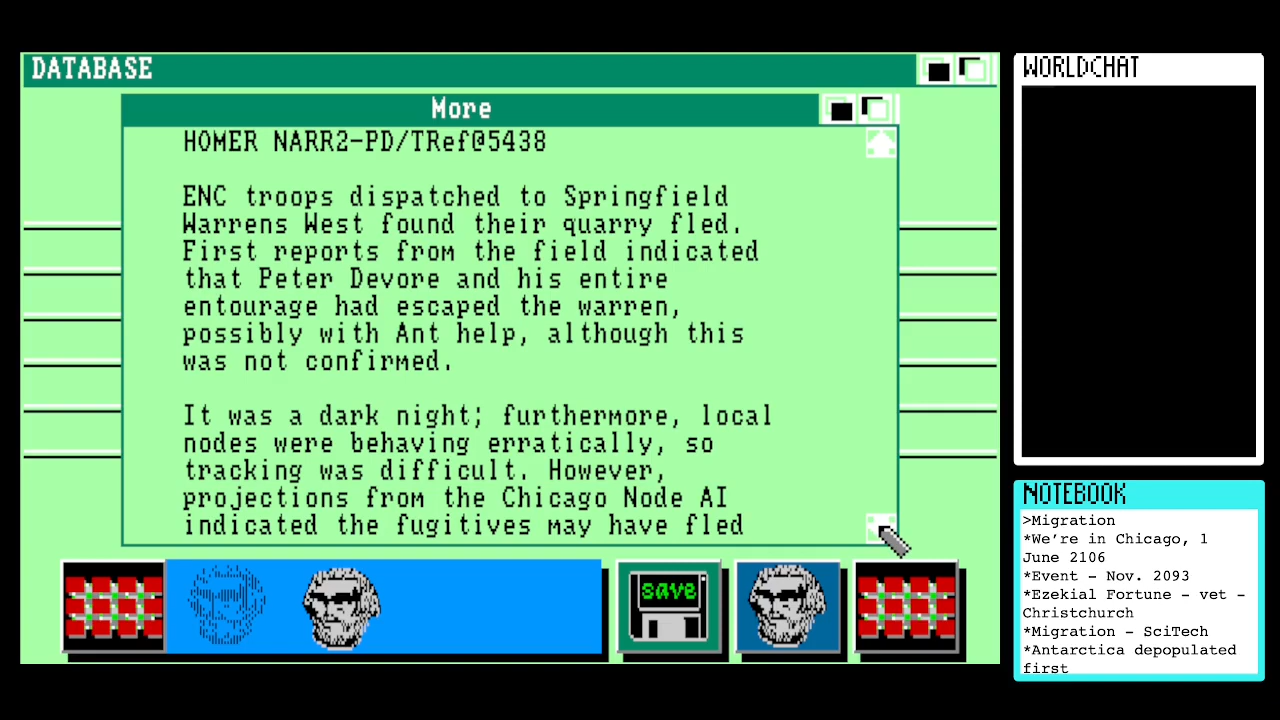 DATABASE
More
HOMER NARR2-PD/TRef@5438
ENC troops dispatched to Springfield
Warrens West found their quarry fled.
First reports from the field indicated
that Peter Devore and his entire
entourage had escaped the warren,
possibly with Ant help, although this
was not confirmed.
It was a dark night; furthermore, local
nodes were behaving erratically, so
tracking was difficult. However,
projections from the Chicago Node AI
indicated the fugitives may have fled
save
WORLDCHAT
NOTEBOOK
>Migration
*We're in Chicago, 1
June 2106
*Event - Nov. 2093
*Ezekial Fortune - vet -
Christchurch
*Migration - SciTech
*Antarctica depopulated
first